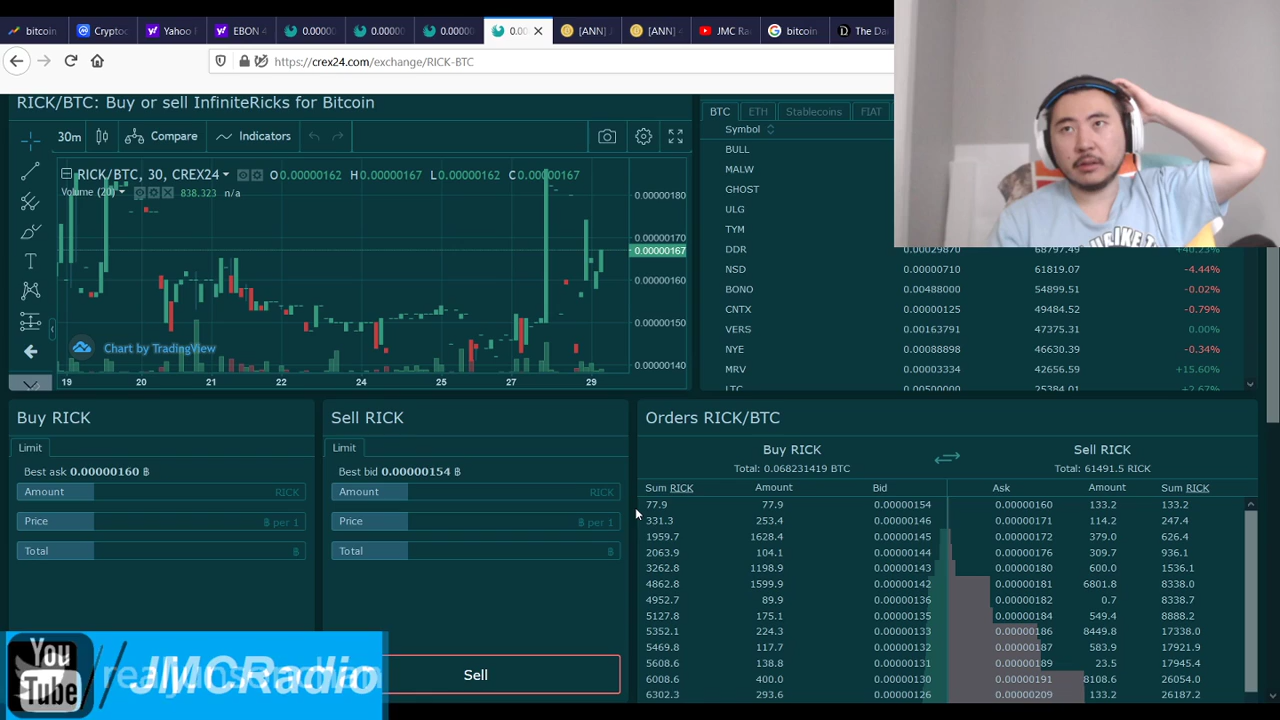 bitcoin
Cryptoc
Yahoo
EBON
0.0000
0.0000
0.0000
0.0
[ANN]
[ANN]
JMC Ra
bitcoin
The Da
https://crex24.com/exchange/RICK-BTC
RICK/BTC: Buy or sell InfiniteRicks for Bitcoin
30m Compare Indicators
RICK/BTC, 30, CREX24 O0.00000162 H0.00000167 L0.00000162 C0.00000167
Volume (20) 838.323 n/a
0.00000180
0.00000170
0.00000167
0.00000160
0.00000150
0.00000140
Chart by TradingView
19 20 21 22 24 25 27 29
BTC ETH Stablecoins FIAT
Symbol
BULL
MALW
GHOST
ULG
TYM
DDR 0.00029870 68797.49 +40.23%
NSD 0.00000710 61819.07 -4.44%
BONO 0.00488000 54899.51 -0.02%
CNTX 0.00000125 49484.52 -0.79%
VERS 0.00163791 47375.31 0.00%
NYE 0.00088898 46630.39 -0.34%
MRV 0.00003334 42656.59 +15.60%
LTC 0.00500000 25384.01 +2.67%
Buy RICK
Limit
Best ask 0.00000160 ฿
Amount RICK
Price ฿ per 1
Total ฿
Sell RICK
Limit
Best bid 0.00000154 ฿
Amount RICK
Price ฿ per 1
Total ฿
Sell
Orders RICK/BTC
Buy RICK Sell RICK
Total: 0.068231419 BTC Total: 61491.5 RICK
Sum RICK Amount Bid Ask Amount Sum RICK
77.9 77.9 0.00000154 0.00000160 133.2 133.2
331.3 253.4 0.00000146 0.00000171 114.2 247.4
1959.7 1628.4 0.00000145 0.00000172 379.0 626.4
2063.9 104.1 0.00000144 0.00000176 309.7 936.1
3262.8 1198.9 0.00000143 0.00000180 600.0 1536.1
4862.8 1599.9 0.00000142 0.00000181 6801.8 8338.0
4952.7 89.9 0.00000136 0.00000182 0.7 8338.7
5127.8 175.1 0.00000134 0.00000184 549.4 8888.2
5352.1 224.3 0.00000133 0.00000186 8449.8 17338.0
5469.8 117.7 0.00000132 0.00000187 583.9 17921.9
5608.6 138.8 0.00000131 0.00000189 23.5 17945.4
6008.6 400.0 0.00000130 0.00000191 8108.6 26054.0
6302.3 293.6 0.00000126 0.00000209 133.2 26187.2
You Tube
JMCRadio